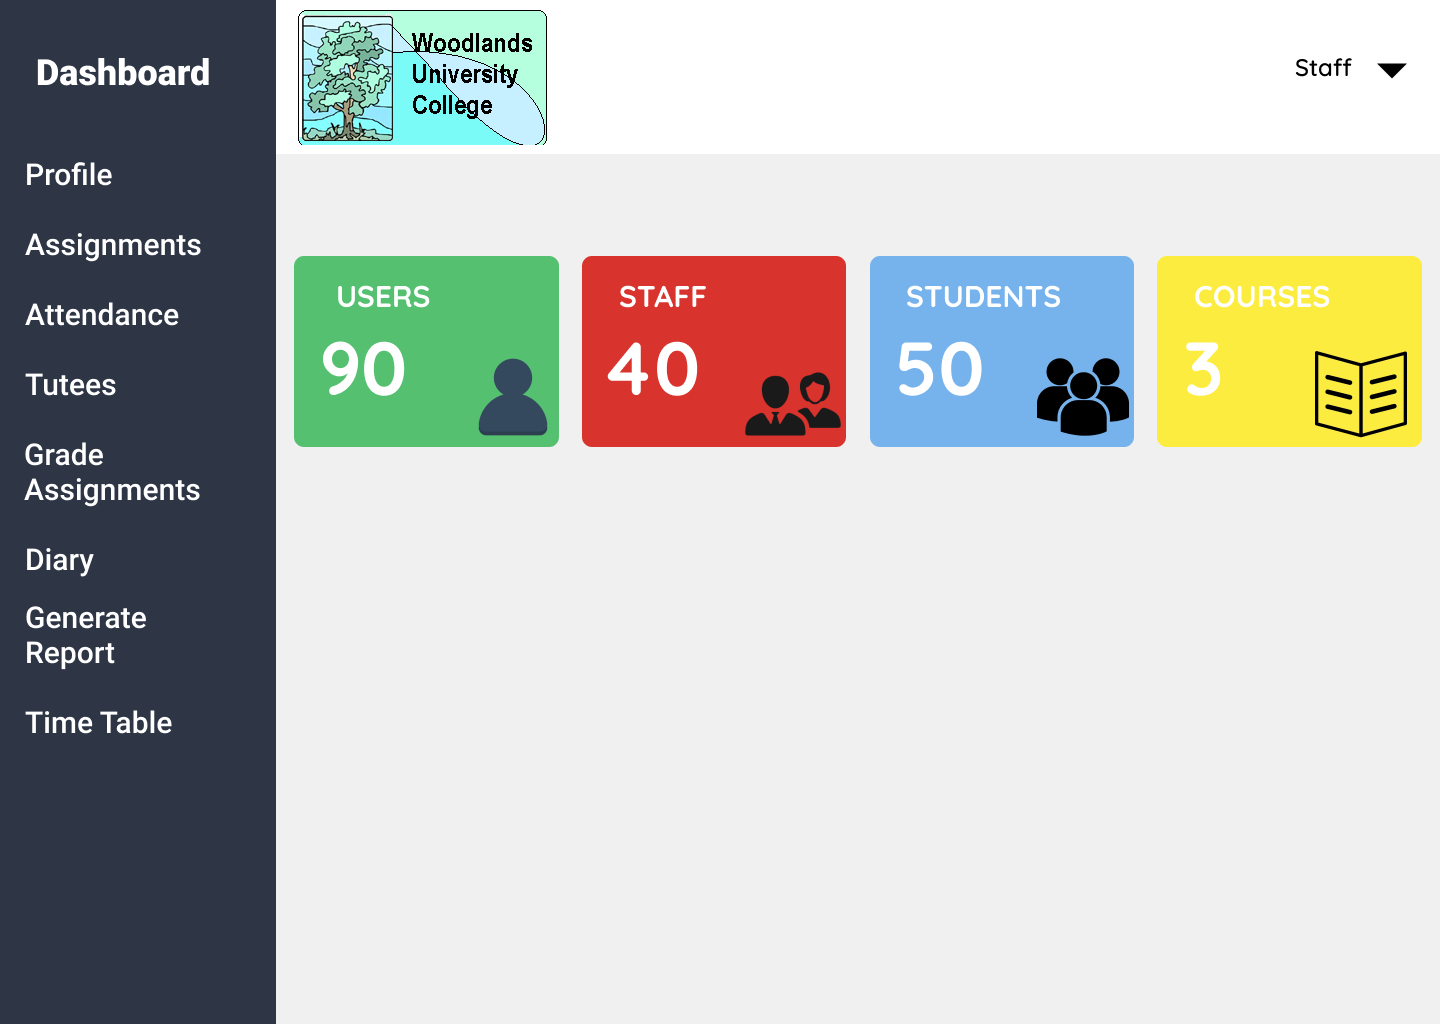 Dashboard
Profile
Assignments
Attendance
Tutees
Grade
Assignments
Diary
Generate
Report
Time Table
Woodlands
University
College
Staff
USERS
90
STAFF
40
STUDENTS
50
COURSES
3